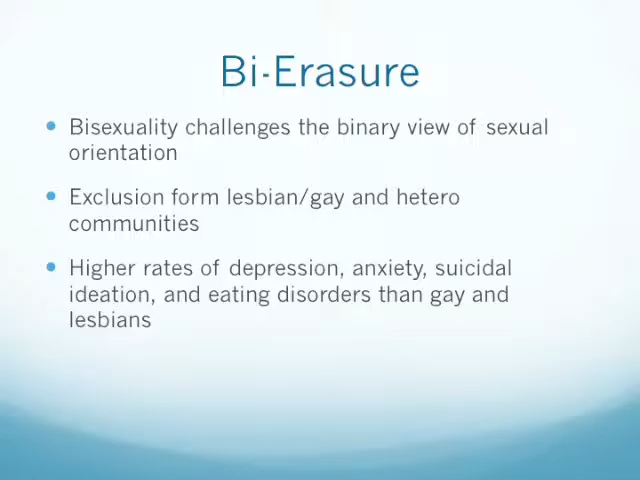 Bi-Erasure
• Bisexuality challenges the binary view of sexual
orientation
• Exclusion form lesbian/gay and hetero
communities
• Higher rates of depression, anxiety, suicidal
ideation, and eating disorders than gay and
lesbians